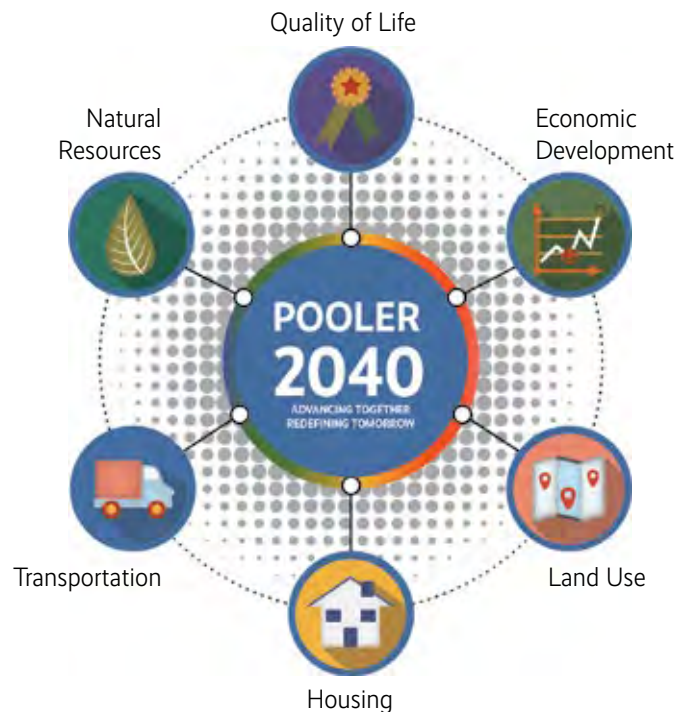 Quality of Life
Natural
Resources
Economic
Development
POOLER
2040
ADVANCING TOGETHER
REDEFINING TOMORROW
Transportation
Land Use
Housing